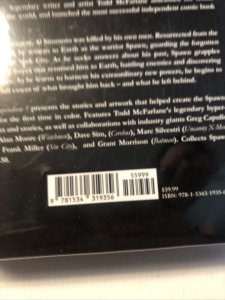 legendary writer and artist Todd McFarlane
world, and launched the most successful independent comic book
Al Simmons was killed by his own men. Resurrected from the
to Earth as the warrior Spawn, guarding the forgotten
York City. As he seeks answers about his past, Spawn grapples
forces that returned him to Earth, battling enemies and discovering
As he learns to harness his extraordinary new powers, he begins to
full extent of what brought him back – and what he left behind.
presents the stories and artwork that helped create the Spawn
for the first time in color. Features Todd McFarlane's legendary
and stories, as well as collaborations with industry giants Greg Capullo
Alan Moore (Watchmen), Dave Sim, (Cerebus), Marc Silvestri (Uncanny X-Men
Frank Miller (Sin City), and Grant Morrison (Batman). Collects Spawn
50.
55999
9 781534 319356
$59.99
ISBN: 978-1-5343-1935-6